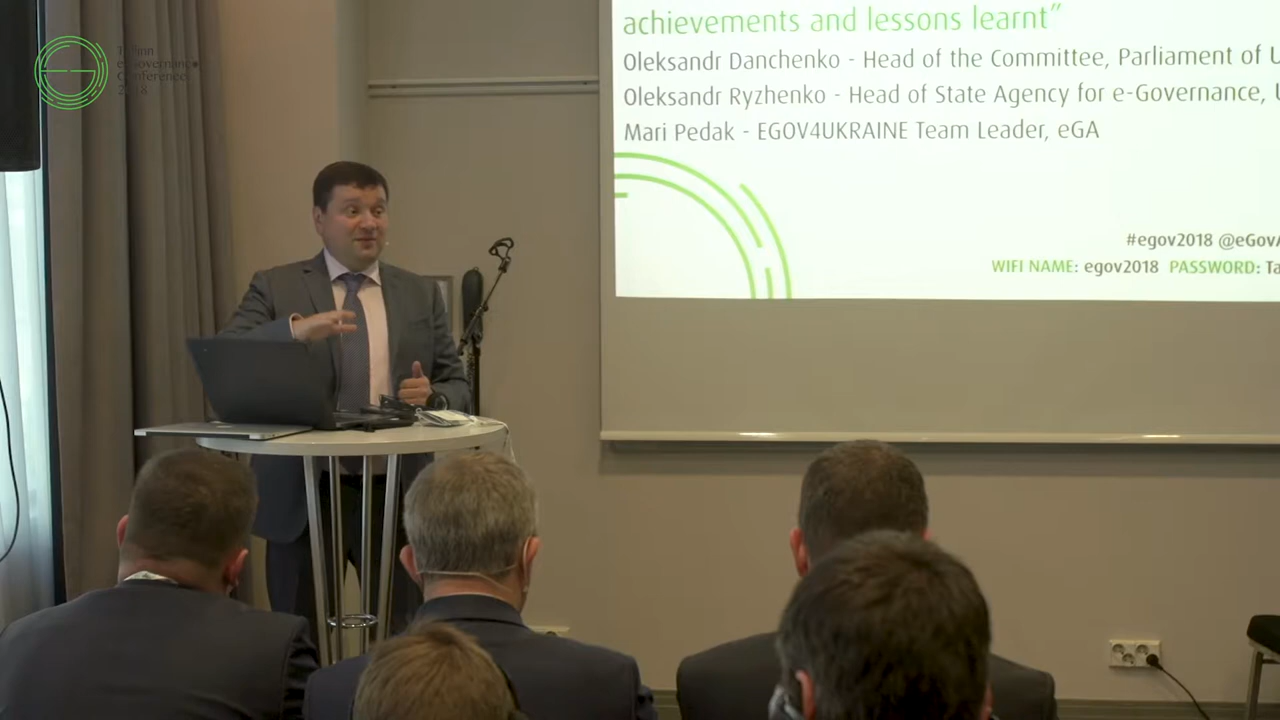 Tallinn
e-Governance
Conference
2018
achievements and lessons learnt”
Oleksandr Danchenko - Head of the Committee, Parliament of U
Oleksandr Ryzhenko - Head of State Agency for e-Governance, U
Mari Pedak - EGOV4UKRAINE Team Leader, eGA
#egov2018 @eGovA
WIFI NAME: egov2018 PASSWORD: Ta